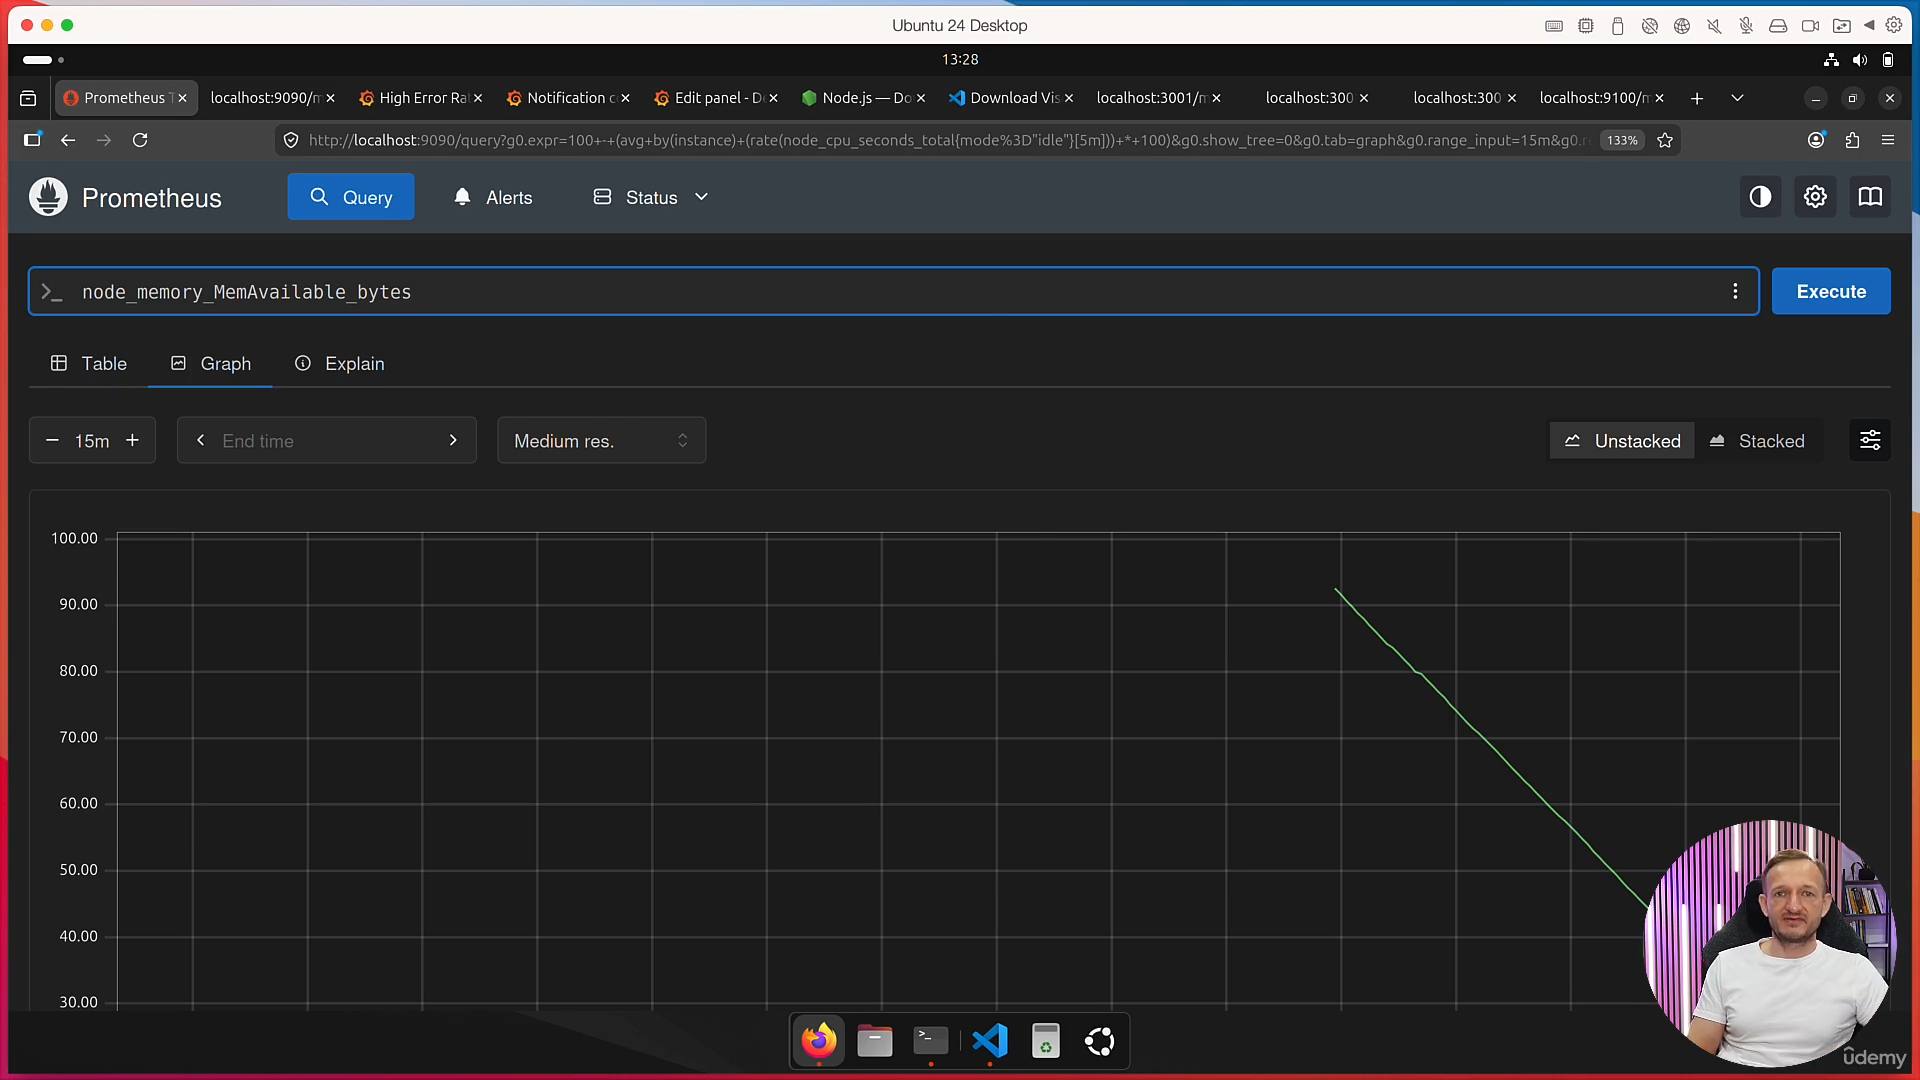 Ubuntu 24 Desktop
13:28
Prometheus T
localhost:9090/m
High Error Ra
Notification c
Edit panel - D
Node.js — Do
Download Vis
localhost:3001/m
localhost:300
localhost:300
localhost:9100/m
http://localhost:9090/query?g0.expr=100+-+(avg+by(instance)+(rate(node_cpu_seconds_total{mode%3D"idle"}[5m]))+*+100)&g0.show_tree=0&g0.tab=graph&g0.range_input=15m&g0.r
133%
Prometheus
Query
Alerts
Status
>_ node_memory_MemAvailable_bytes
Execute
Table
Graph
Explain
− 15m +
End time
Medium res.
Unstacked
Stacked
100.00
90.00
80.00
70.00
60.00
50.00
40.00
30.00
udemy